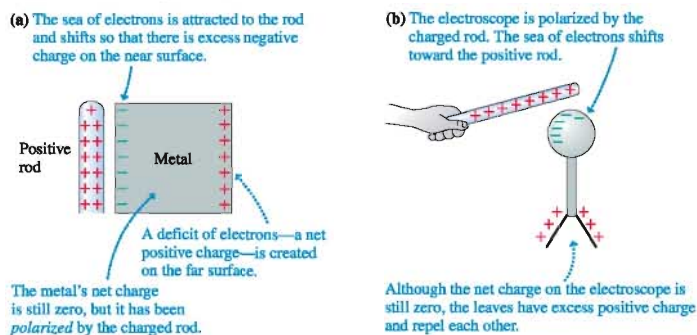 (a) The sea of electrons is attracted to the rod
and shifts so that there is excess negative
charge on the near surface.
Positive
rod
Metal
A deficit of electrons—a net
positive charge—is created
on the far surface.
The metal's net charge
is still zero, but it has been
polarized by the charged rod.
(b) The electroscope is polarized by the
charged rod. The sea of electrons shifts
toward the positive rod.
Although the net charge on the electroscope is
still zero, the leaves have excess positive charge
and repel each other.